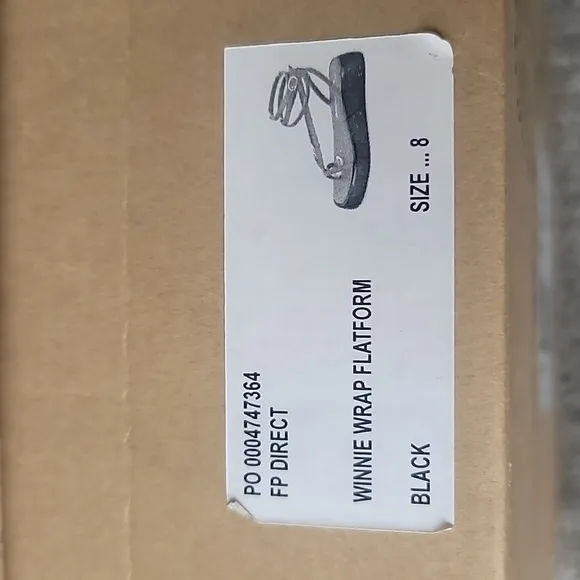 PO 0004747364
FP DIRECT
WINNIE WRAP FLATFORM
BLACK SIZE ... 8